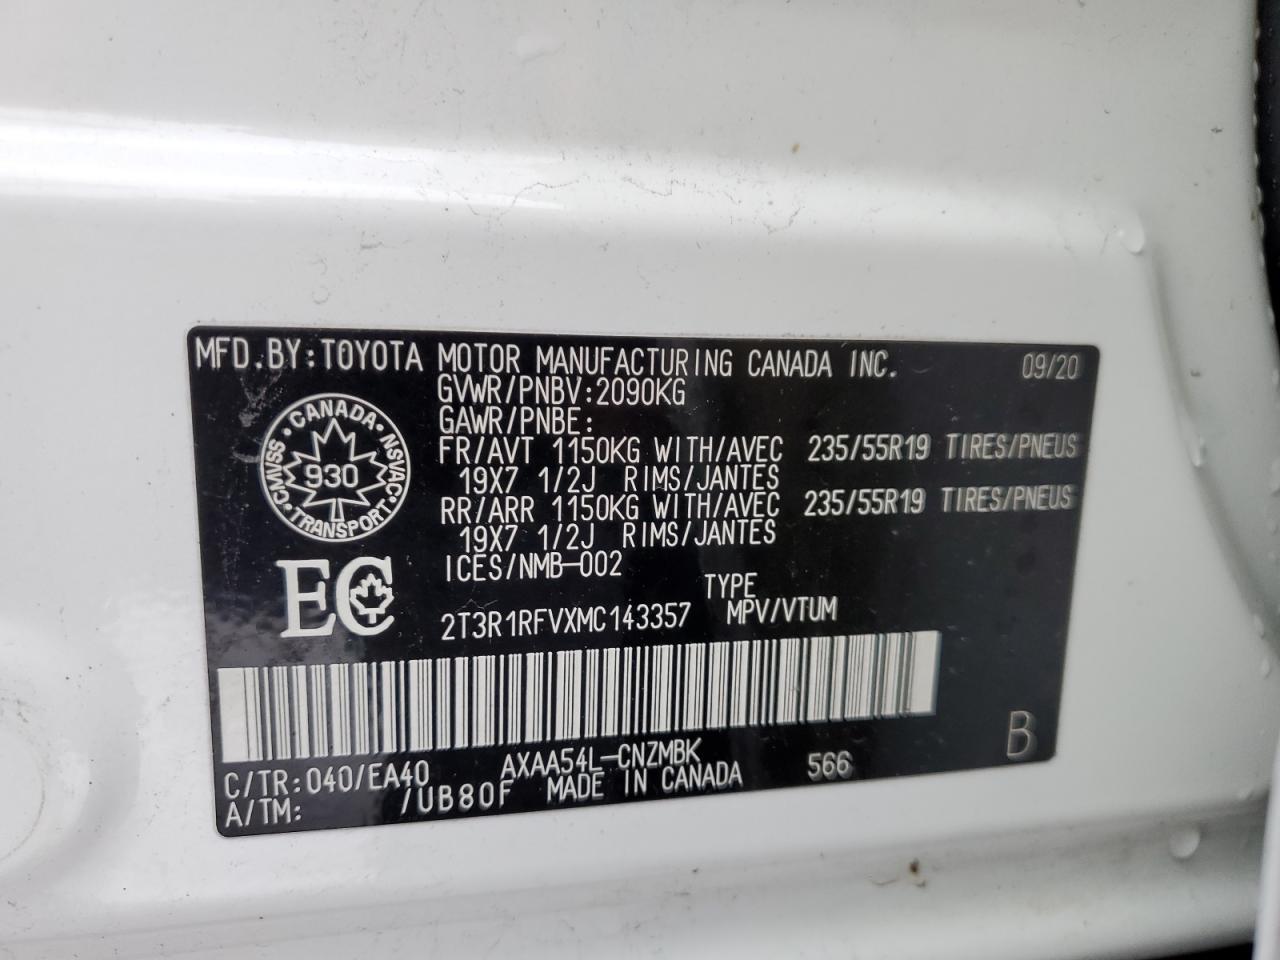 MFD.BY:TOYOTA MOTOR MANUFACTURING CANADA INC. 09/20
GVWR/PNBV:2090KG
GAWR/PNBE:
FR/AVT 1150KG WITH/AVEC 235/55R19 TIRES/PNEUS
19X7 1/2J RIMS/JANTES
RR/ARR 1150KG WITH/AVEC 235/55R19 TIRES/PNEUS
19X7 1/2J RIMS/JANTES
ICES/NMB-002
CANADA · NSVAC · TRANSPORT · CMVSS ·
930
EC
TYPE
2T3R1RFVXMC143357 MPV/VTUM
C/TR:040/EA40 AXAA54L-CNZMBK 566 B
A/TM: /UB80F MADE IN CANADA